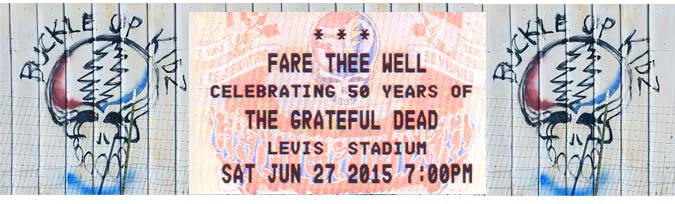 BUCKLE UP KIDZ
* * *
FARE THEE WELL
CELEBRATING 50 YEARS OF
THE GRATEFUL DEAD
LEVIS STADIUM
SAT JUN 27 2015 7:00PM
BUCKLE UP KIDZ